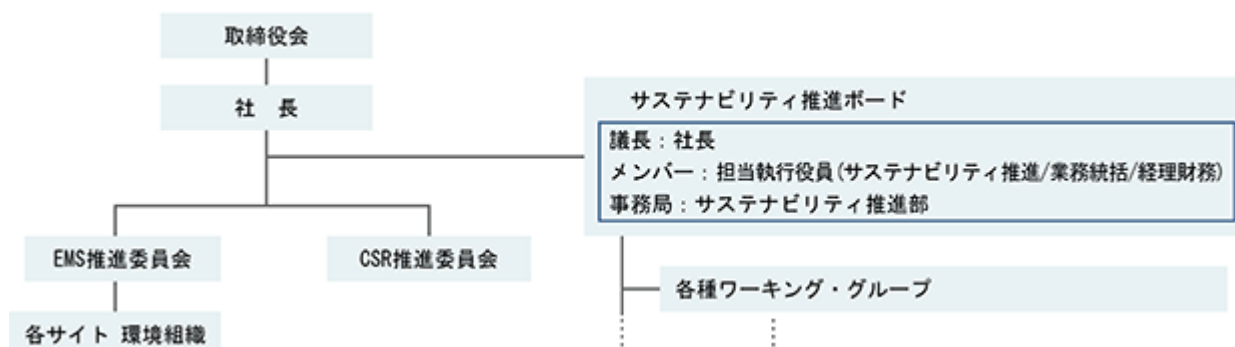 取締役会
社 長
サステナビリティ推進ボード
議長：社長
メンバー：担当執行役員(サステナビリティ推進/業務統括/経理財務)
事務局：サステナビリティ推進部
EMS推進委員会
CSR推進委員会
各種ワーキング・グループ
各サイト 環境組織